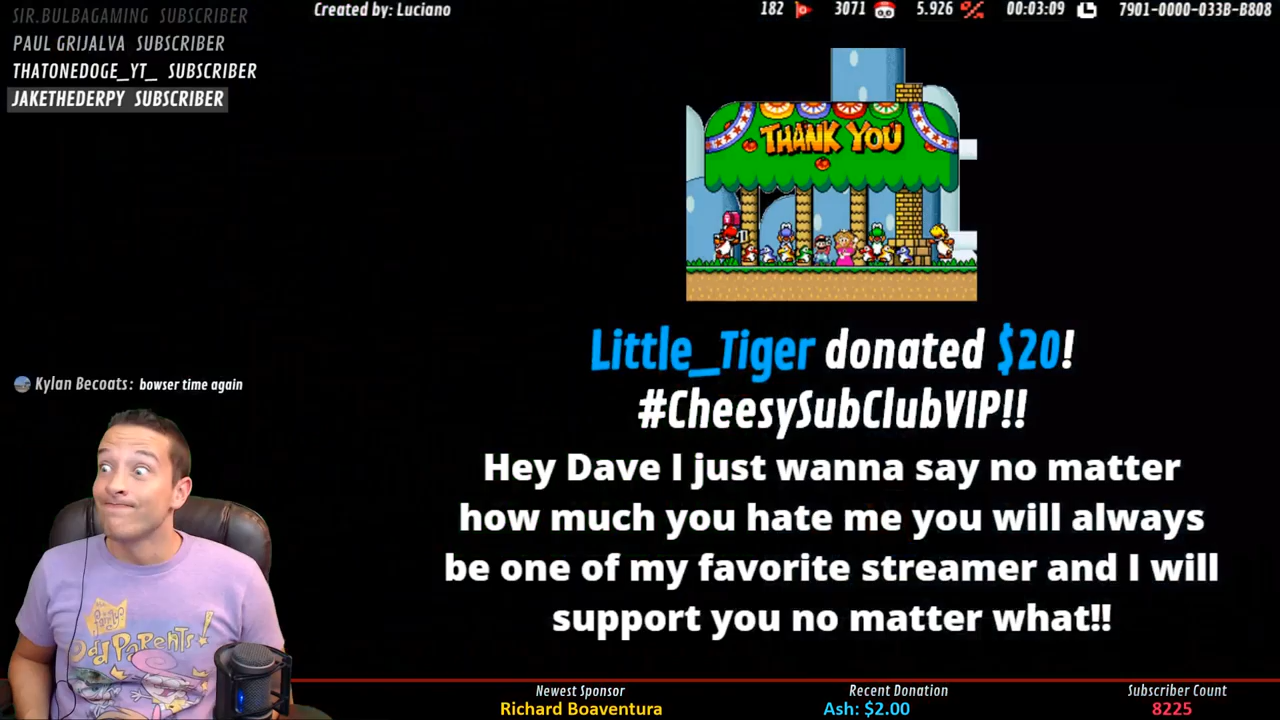 SIR.BULBAGAMING SUBSCRIBER
PAUL GRIJALVA SUBSCRIBER
THATONEDOGE_YT_ SUBSCRIBER
JAKETHEDERPY SUBSCRIBER
Created by: Luciano
182 3071 5.926 00:03:09 7901-0000-033B-B808
THANK YOU
Little_Tiger donated $20!
#CheesySubClubVIP!!
Hey Dave I just wanna say no matter
how much you hate me you will always
be one of my favorite streamer and I will
support you no matter what!!
Kylan Becoats: bowser time again
Odd Parents!
Newest Sponsor
Richard Boaventura
Recent Donation
Ash: $2.00
Subscriber Count
8225